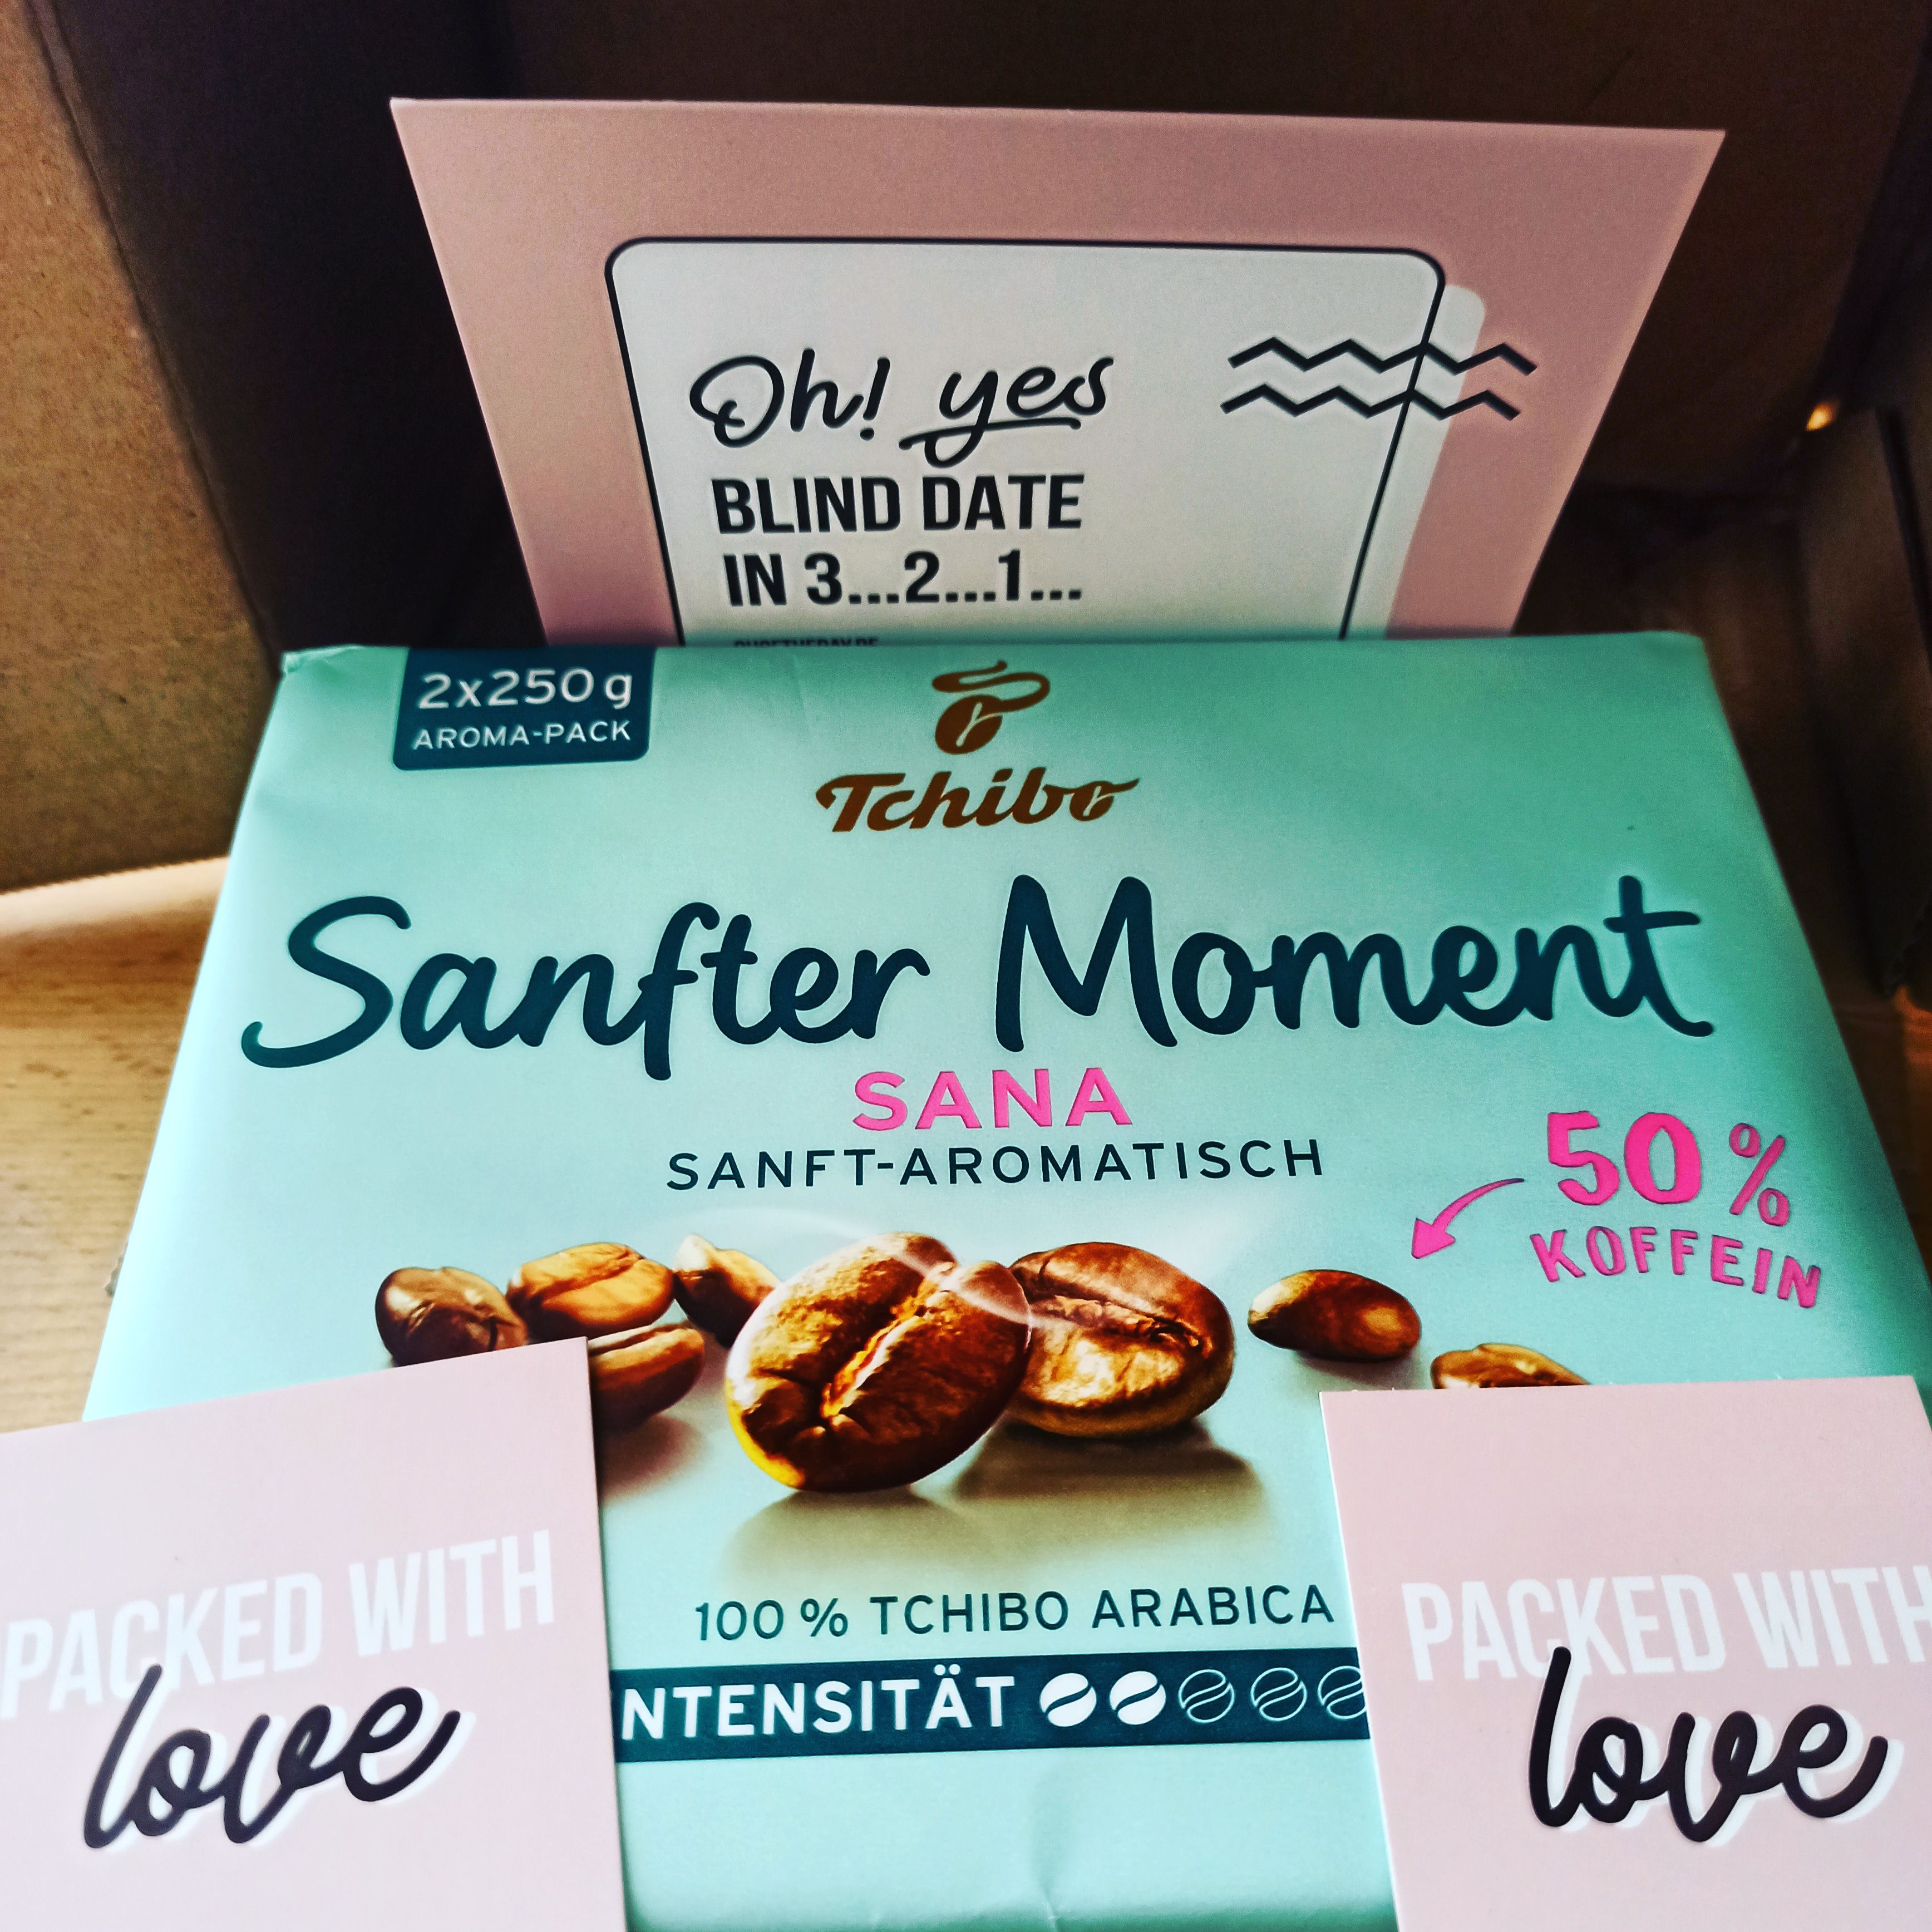 Oh! yes
BLIND DATE
IN 3...2...1...
2x250g
AROMA-PACK
Tchibo
Sanfter Moment
SANA
SANFT-AROMATISCH
50%
KOFFEIN
100% TCHIBO ARABICA
NTENSITÄT
PACKED WITH
love
PACKED WITH
love